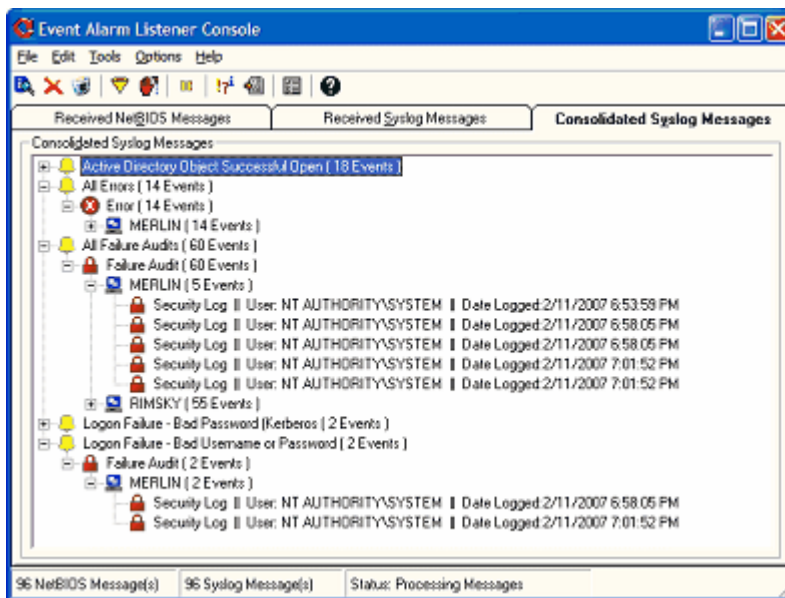 Event Alarm Listener Console
File Edit Tools Options Help
Received NetBIOS Messages Received Syslog Messages Consolidated Syslog Messages
Consolidated Syslog Messages
Active Directory Object Successful Open ( 18 Events )
All Errors ( 14 Events )
Error ( 14 Events )
MERLIN ( 14 Events )
All Failure Audits ( 60 Events )
Failure Audit ( 60 Events )
MERLIN ( 5 Events )
Security Log || User: NT AUTHORITY\SYSTEM || Date Logged:2/11/2007 6:53:59 PM
Security Log || User: NT AUTHORITY\SYSTEM || Date Logged:2/11/2007 6:58:05 PM
Security Log || User: NT AUTHORITY\SYSTEM || Date Logged:2/11/2007 6:58:05 PM
Security Log || User: NT AUTHORITY\SYSTEM || Date Logged:2/11/2007 7:01:52 PM
Security Log || User: NT AUTHORITY\SYSTEM || Date Logged:2/11/2007 7:01:52 PM
RIMSKY ( 55 Events )
Logon Failure - Bad Password (Kerberos ( 2 Events )
Logon Failure - Bad Username or Password ( 2 Events )
Failure Audit ( 2 Events )
MERLIN ( 2 Events )
Security Log || User: NT AUTHORITY\SYSTEM || Date Logged:2/11/2007 6:58:05 PM
Security Log || User: NT AUTHORITY\SYSTEM || Date Logged:2/11/2007 7:01:52 PM
96 NetBIOS Message(s) 96 Syslog Message(s) Status: Processing Messages